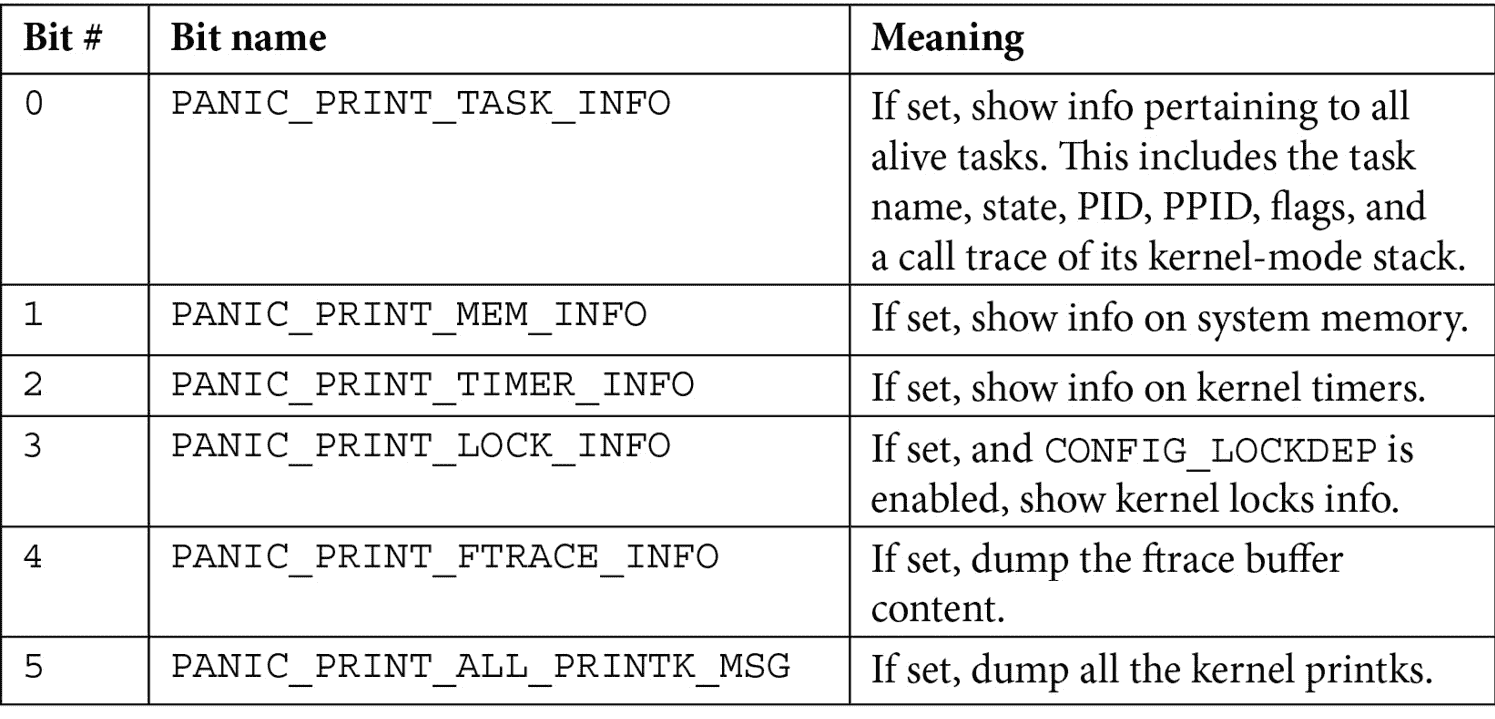 Bit # Bit name Meaning
0 PANIC_PRINT_TASK_INFO If set, show info pertaining to all
alive tasks. This includes the task
name, state, PID, PPID, flags, and
a call trace of its kernel-mode stack.
1 PANIC_PRINT_MEM_INFO If set, show info on system memory.
2 PANIC_PRINT_TIMER_INFO If set, show info on kernel timers.
3 PANIC_PRINT_LOCK_INFO If set, and CONFIG_LOCKDEP is
enabled, show kernel locks info.
4 PANIC_PRINT_FTRACE_INFO If set, dump the ftrace buffer
content.
5 PANIC_PRINT_ALL_PRINTK_MSG If set, dump all the kernel printks.